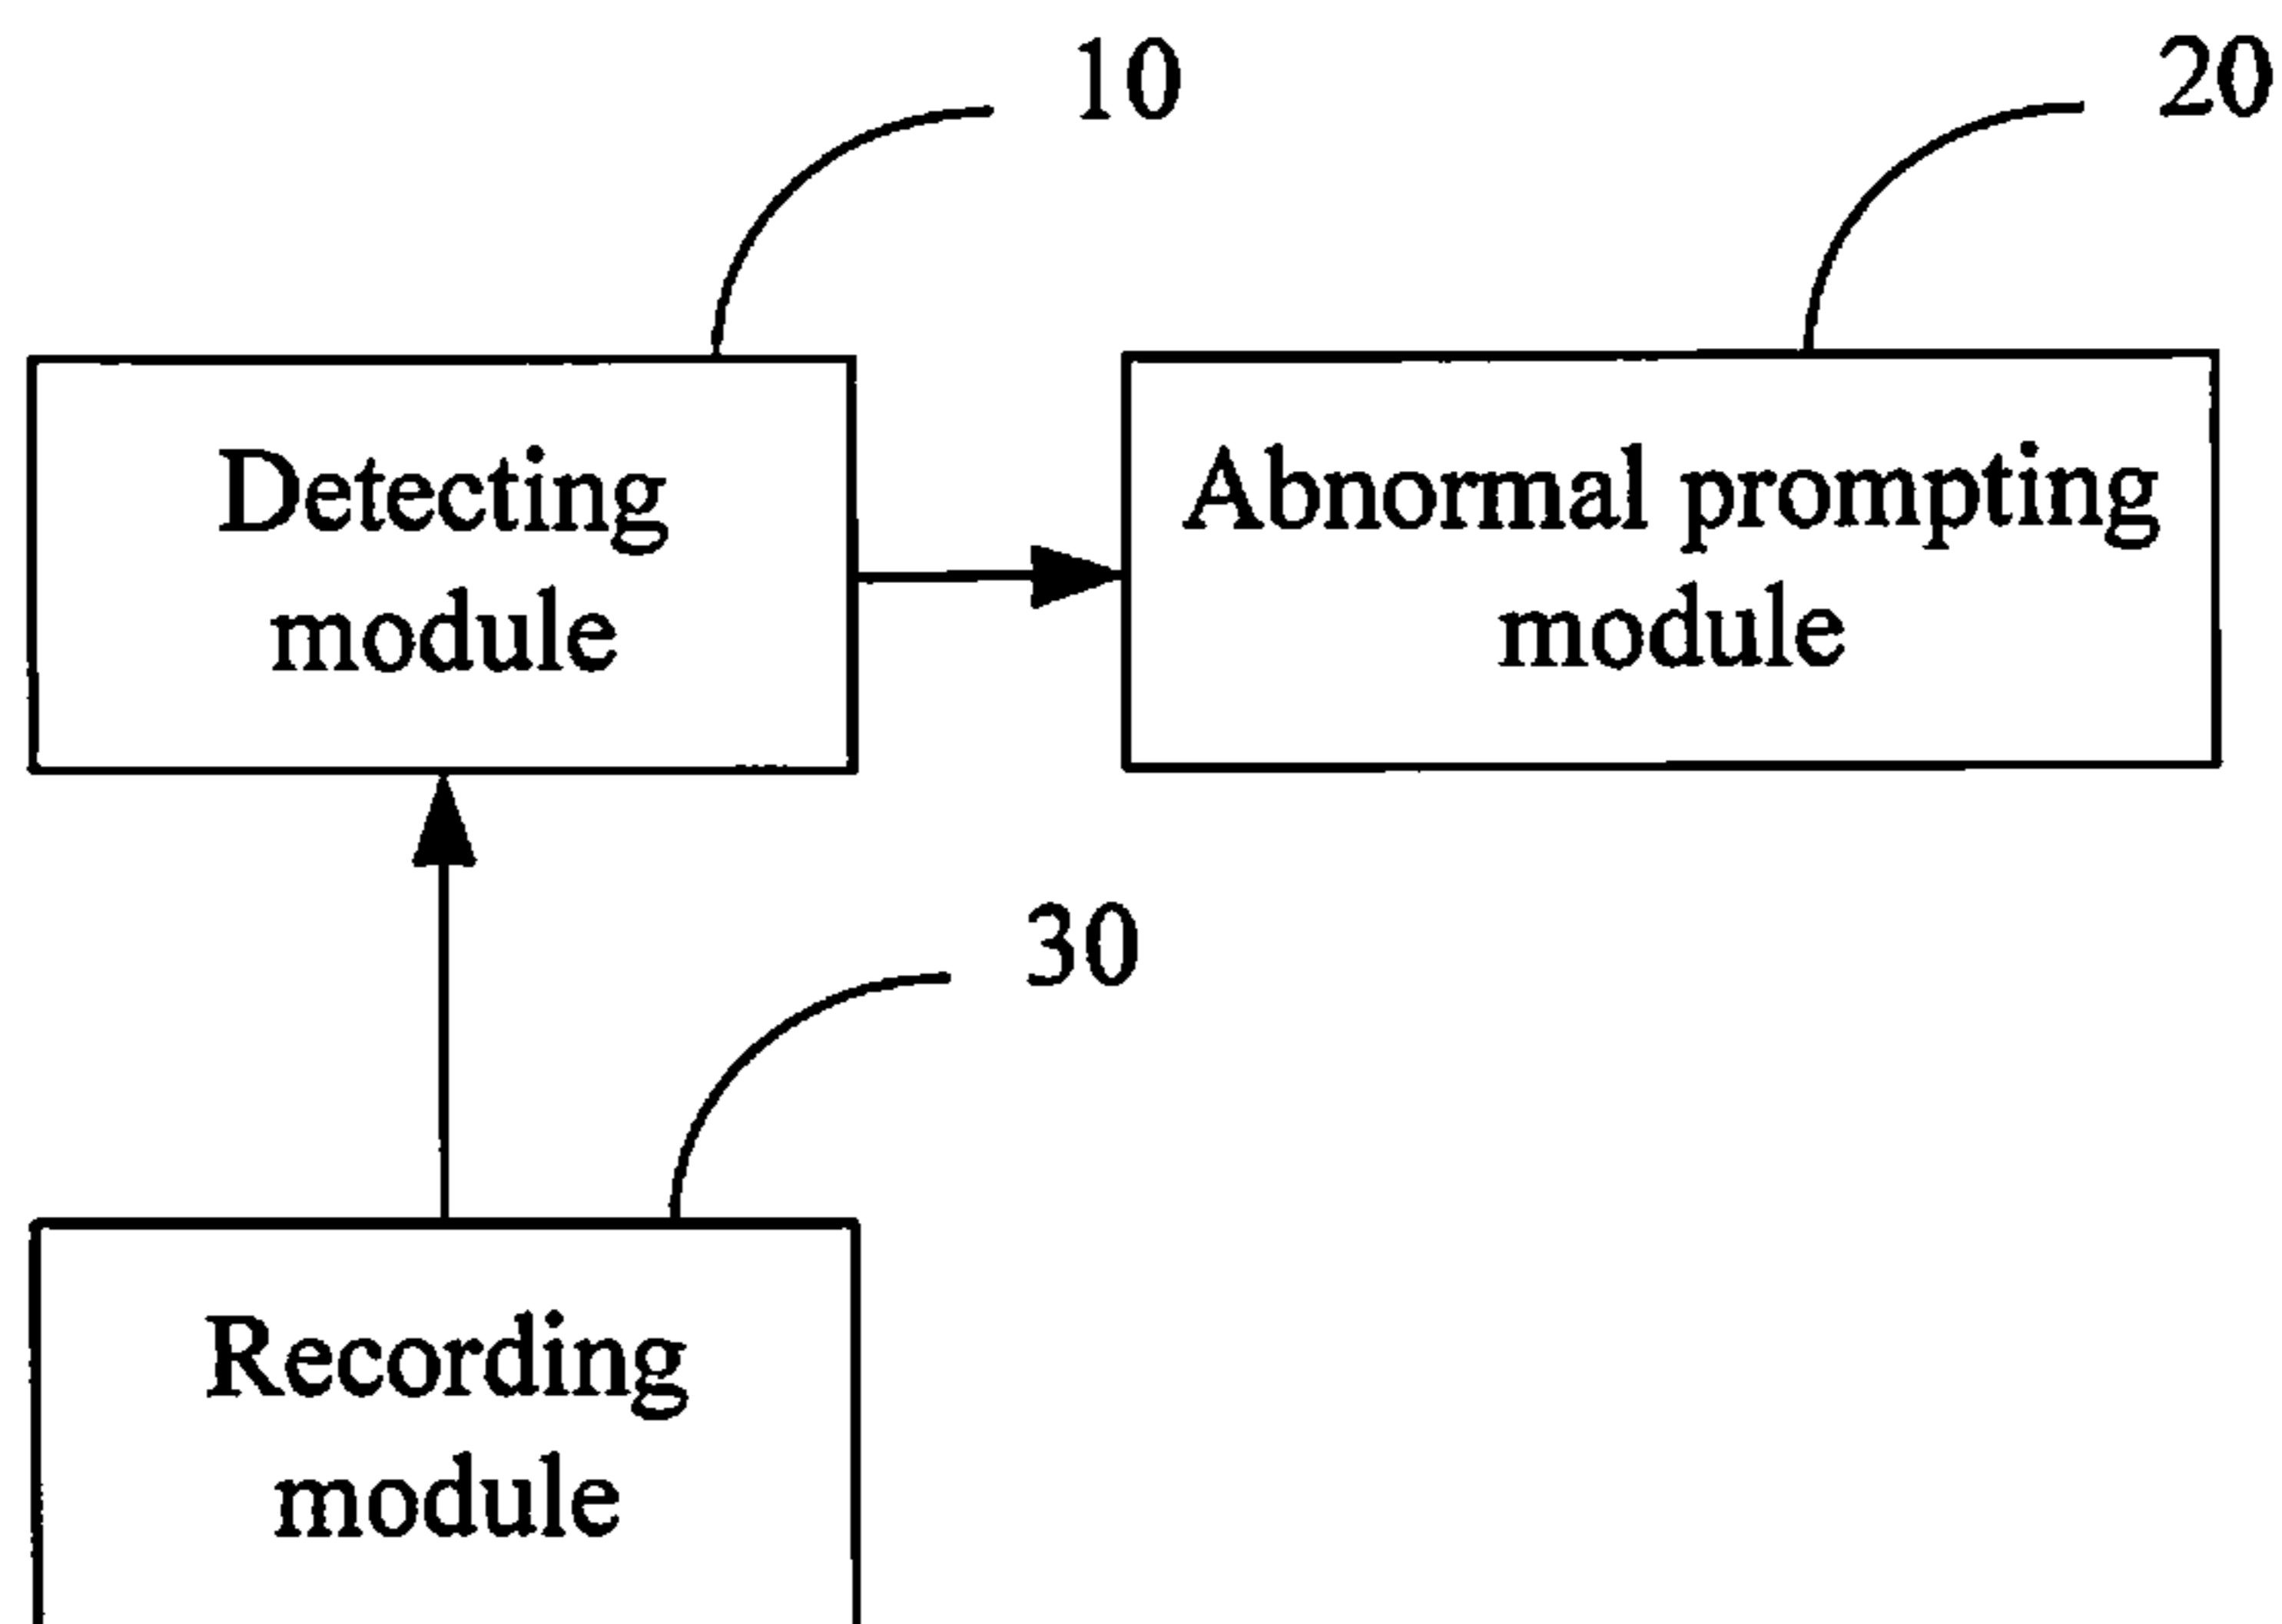 10
20
Detecting
module
Abnormal prompting
module
30
Recording
module